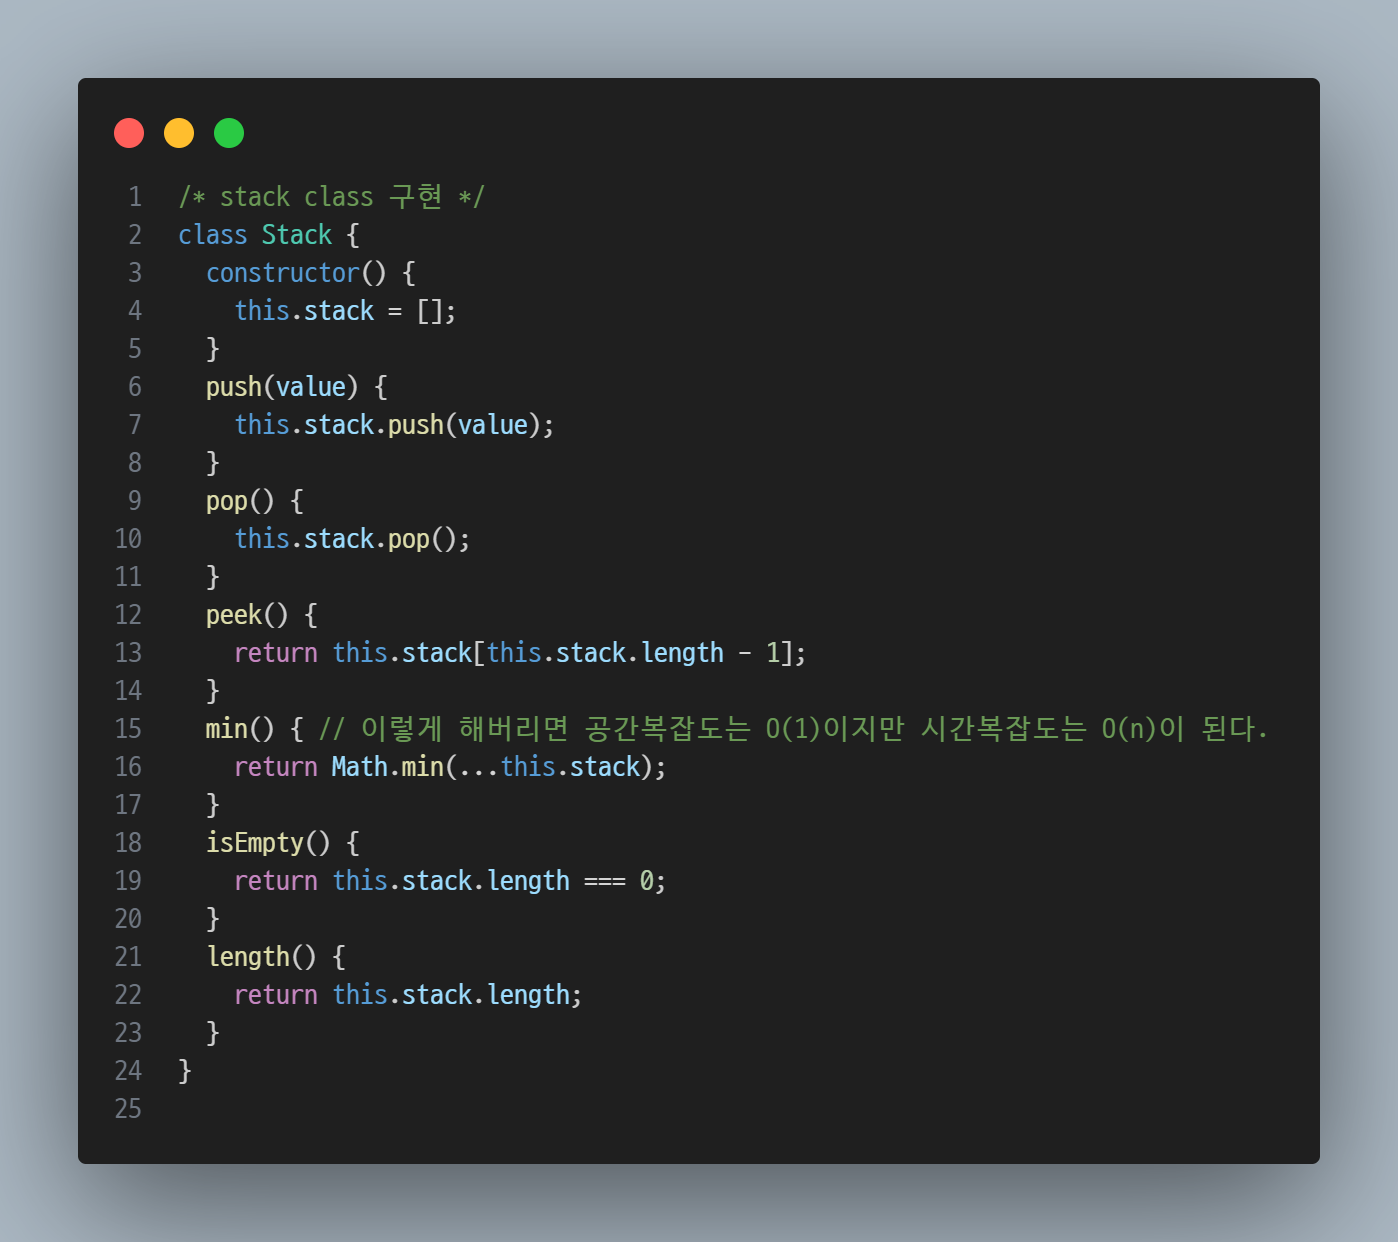 1 /* stack class 구현 */
2 class Stack {
3   constructor() {
4     this.stack = [];
5   }
6   push(value) {
7     this.stack.push(value);
8   }
9   pop() {
10     this.stack.pop();
11   }
12   peek() {
13     return this.stack[this.stack.length - 1];
14   }
15   min() { // 이렇게 해버리면 공간복잡도는 O(1)이지만 시간복잡도는 O(n)이 된다.
16     return Math.min(...this.stack);
17   }
18   isEmpty() {
19     return this.stack.length === 0;
20   }
21   length() {
22     return this.stack.length;
23   }
24 }
25